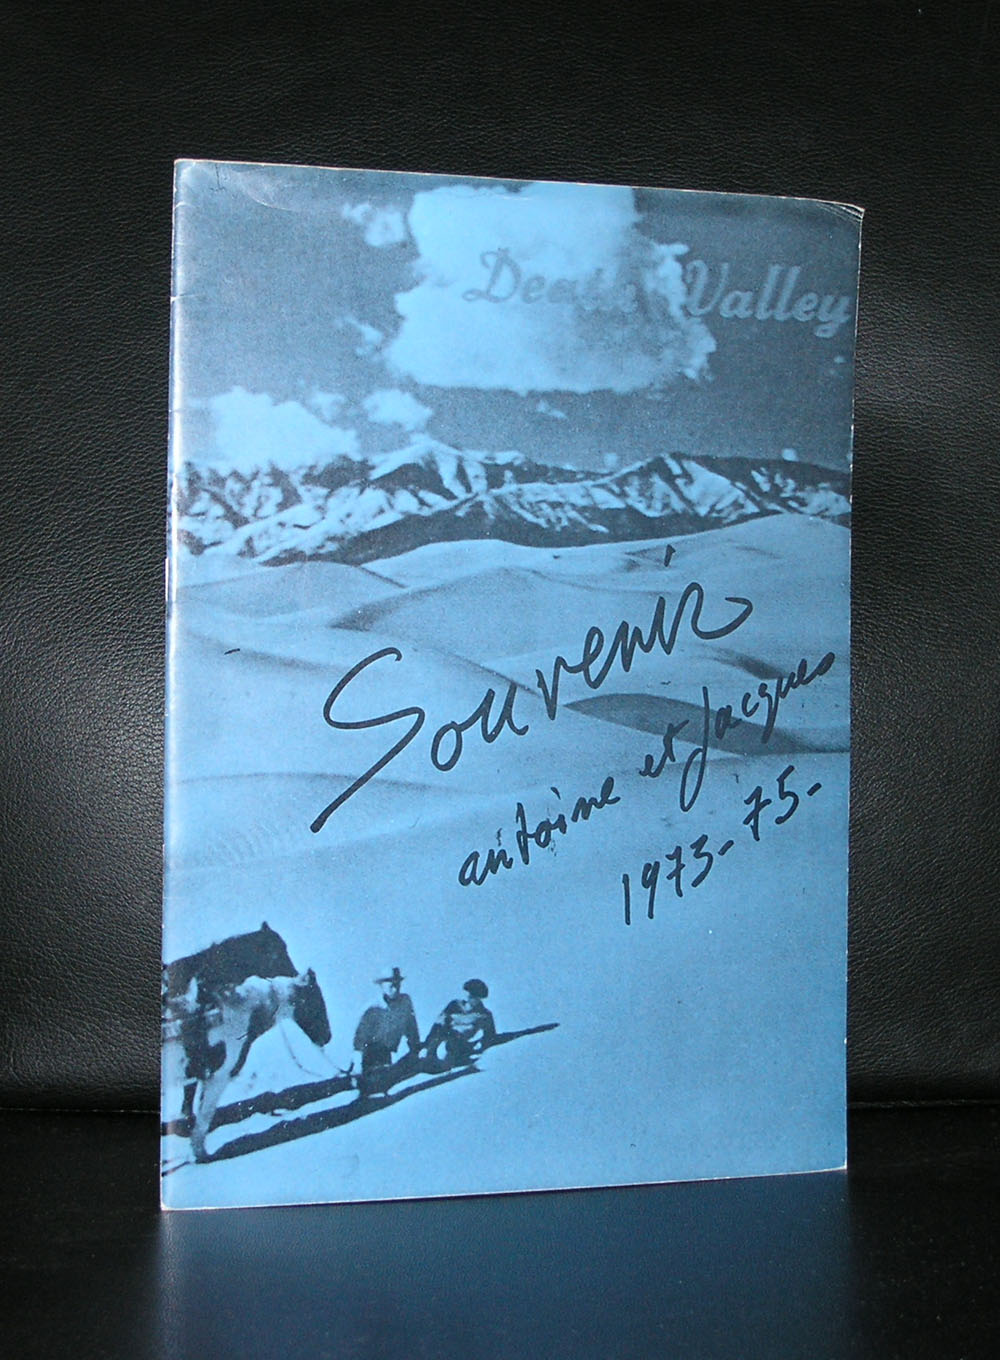 Death Valley
Souvenir
antoine et Jacques
1973-75-